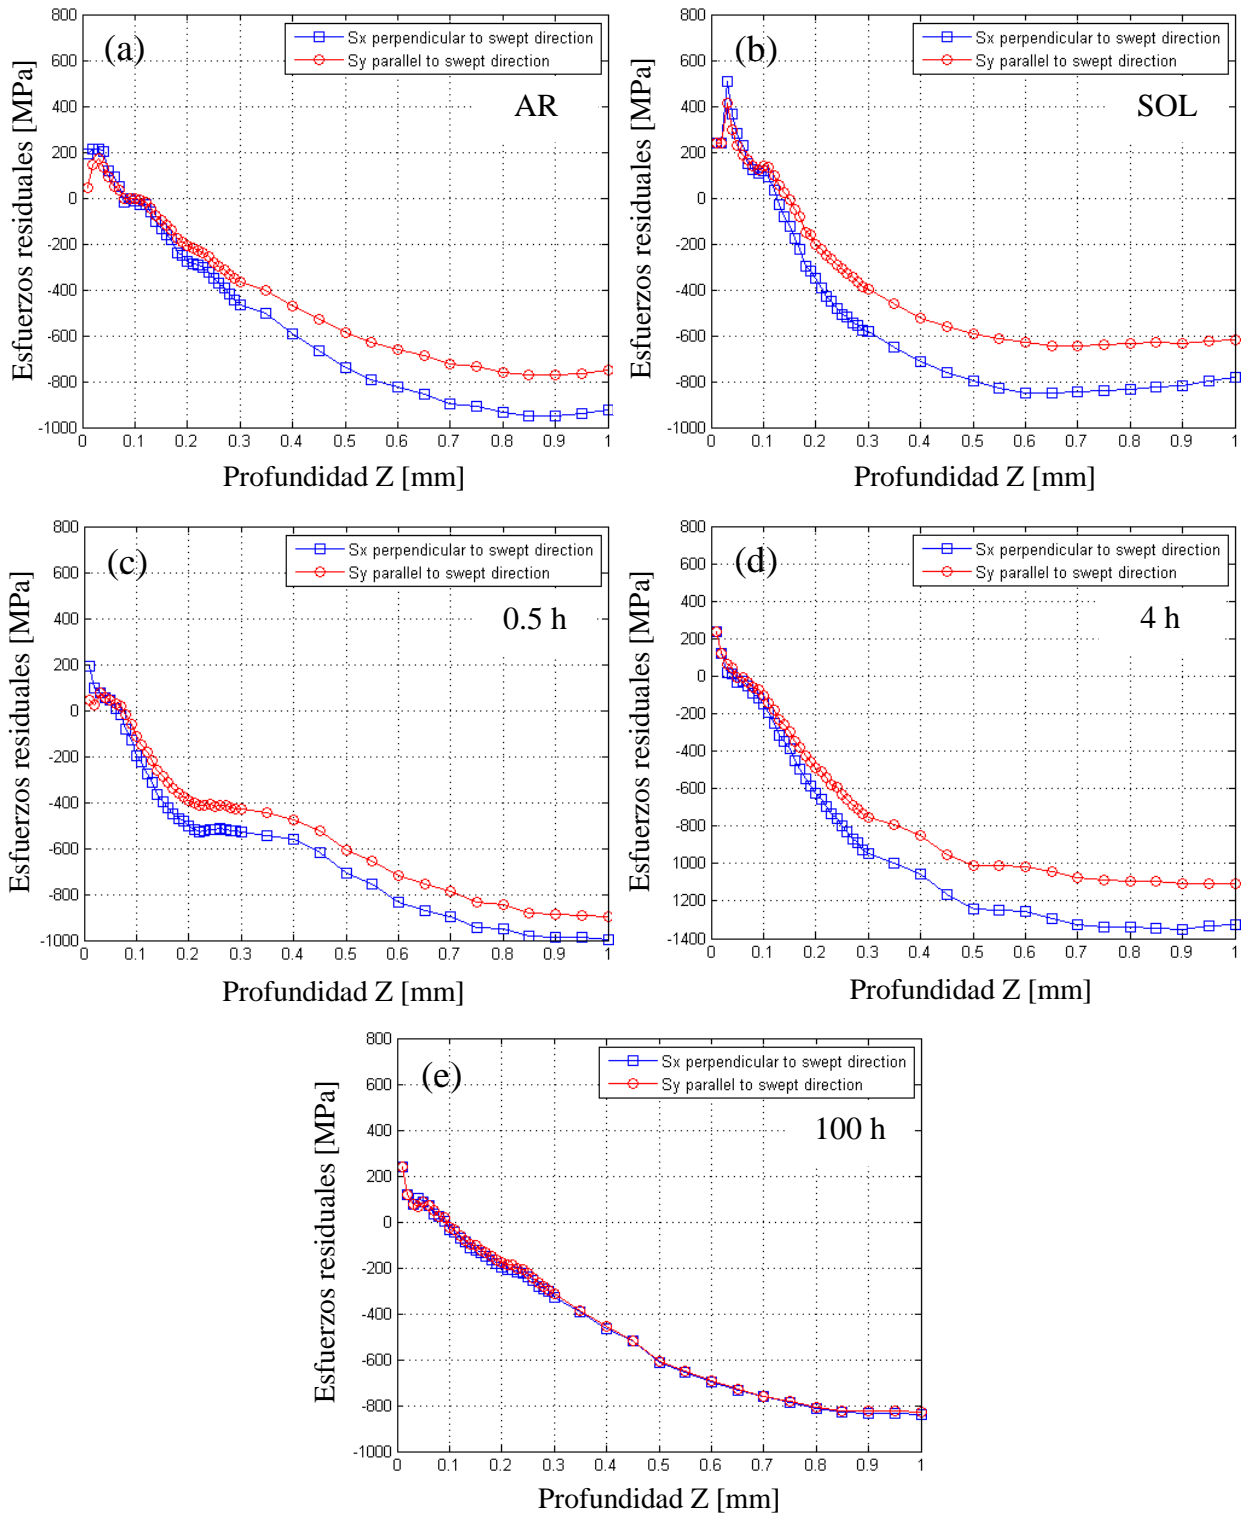 (a)
AR
Sx perpendicular to swept direction
Sy parallel to swept direction
Esfuerzos residuales [MPa]
800
600
400
200
0
-200
-400
-600
-800
-1000
0 0.1 0.2 0.3 0.4 0.5 0.6 0.7 0.8 0.9 1
Profundidad Z [mm]
(b)
SOL
Sx perpendicular to swept direction
Sy parallel to swept direction
Esfuerzos residuales [MPa]
800
600
400
200
0
-200
-400
-600
-800
-1000
0 0.1 0.2 0.3 0.4 0.5 0.6 0.7 0.8 0.9 1
Profundidad Z [mm]
(c)
0.5 h
Sx perpendicular to swept direction
Sy parallel to swept direction
Esfuerzos residuales [MPa]
800
600
400
200
0
-200
-400
-600
-800
-1000
0 0.1 0.2 0.3 0.4 0.5 0.6 0.7 0.8 0.9 1
Profundidad Z [mm]
(d)
4 h
Sx perpendicular to swept direction
Sy parallel to swept direction
Esfuerzos residuales [MPa]
800
600
400
200
0
-200
-400
-600
-800
1000
1200
-1400
0 0.1 0.2 0.3 0.4 0.5 0.6 0.7 0.8 0.9 1
Profundidad Z [mm]
(e)
100 h
Sx perpendicular to swept direction
Sy parallel to swept direction
Esfuerzos residuales [MPa]
800
600
400
200
0
-200
-400
-600
-800
-1000
0 0.1 0.2 0.3 0.4 0.5 0.6 0.7 0.8 0.9 1
Profundidad Z [mm]